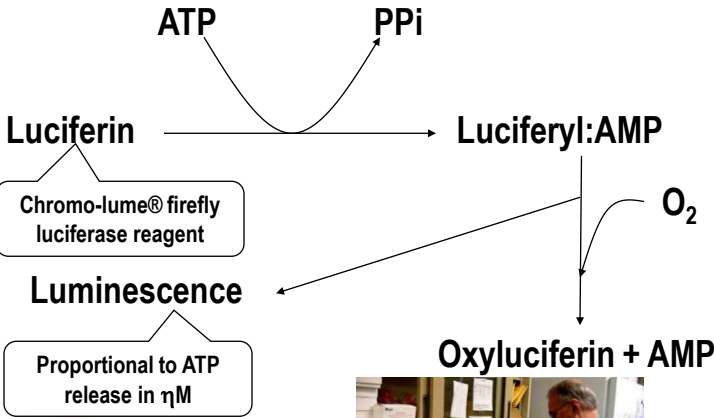 ATP PPi
Luciferin Luciferyl:AMP
Chromo-lume® firefly
luciferase reagent
O₂
Luminescence
Proportional to ATP
release in ηM
Oxyluciferin + AMP